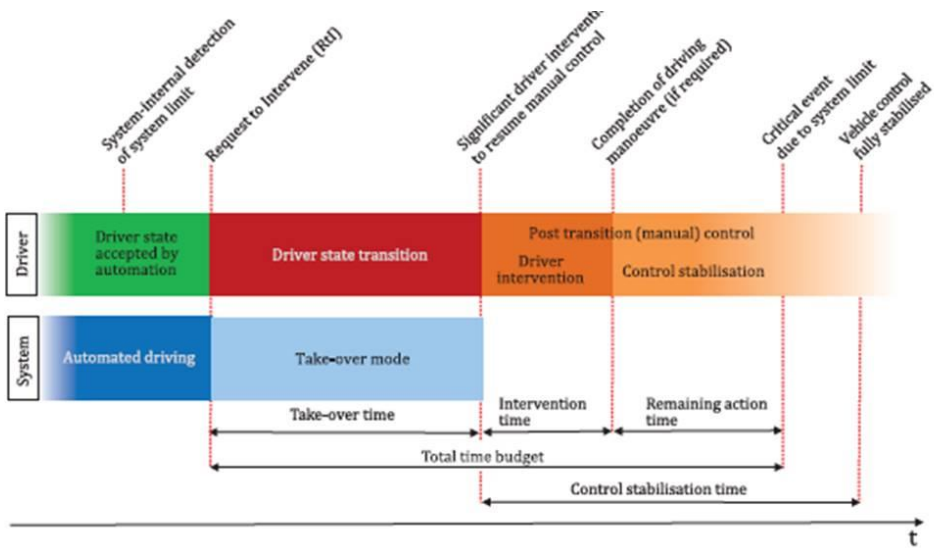 System-internal detection
of system limit
Request to Intervene (RtI)
Significant driver
to resume manual control
Completion of driving
manoeuvre (if required)
Critical event
due to system limit
Vehicle control
fully stabilised
Driver
Driver state
accepted by
automation
Driver state transition
Post transition (manual) control
Driver
intervention
Control stabilisation
System
Automated driving
Take-over mode
Take-over time
Intervention
time
Remaining action
time
Total time budget
Control stabilisation time
t